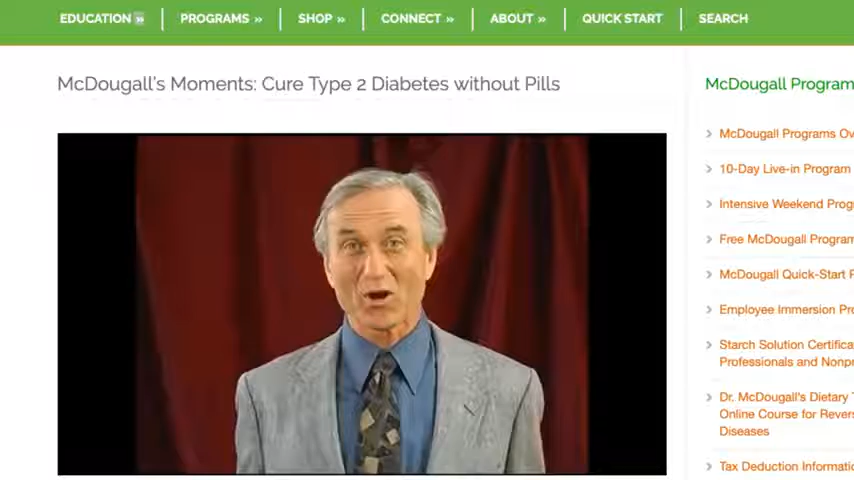 EDUCATION »
PROGRAMS »
SHOP »
CONNECT »
ABOUT »
QUICK START
SEARCH
McDougall's Moments: Cure Type 2 Diabetes without Pills
McDougall Program
McDougall Programs Ov
10-Day Live-in Program
Intensive Weekend Prog
Free McDougall Program
McDougall Quick-Start P
Employee Immersion Pro
Starch Solution Certifica
Professionals and Nonpr
Dr. McDougall's Dietary T
Online Course for Revers
Diseases
Tax Deduction Informatio